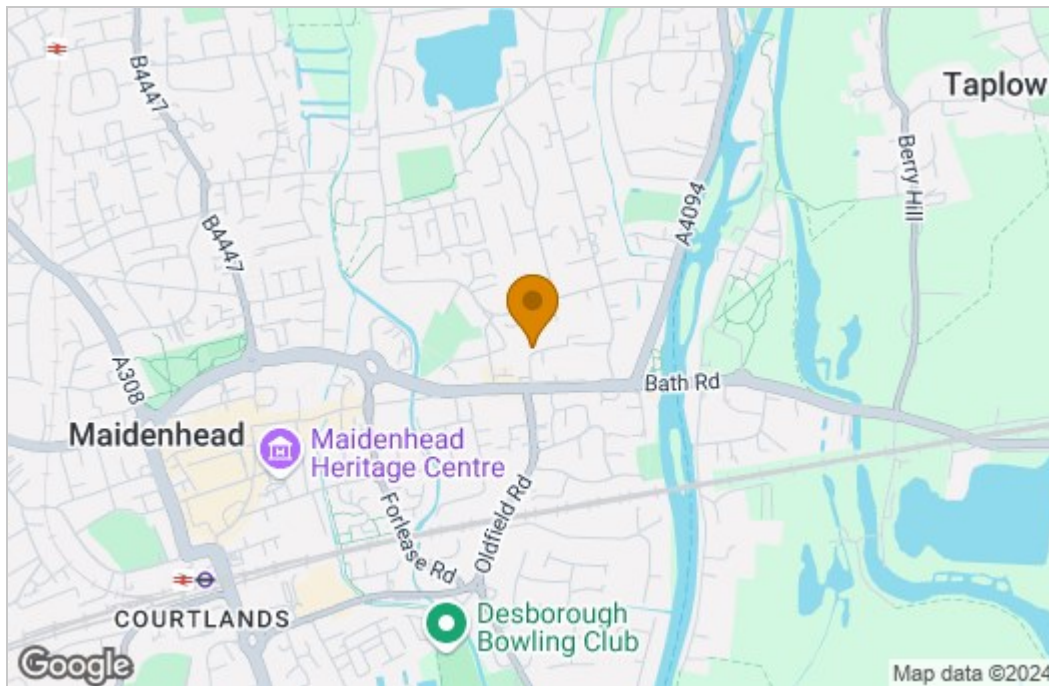 Taplow
B4447
Berry Hill
A4094
B4447
A308
Bath Rd
Maidenhead
Maidenhead
Heritage Centre
Oldfield Rd
Forlease Rd
COURTLANDS
Desborough
Bowling Club
Google
Map data ©2024